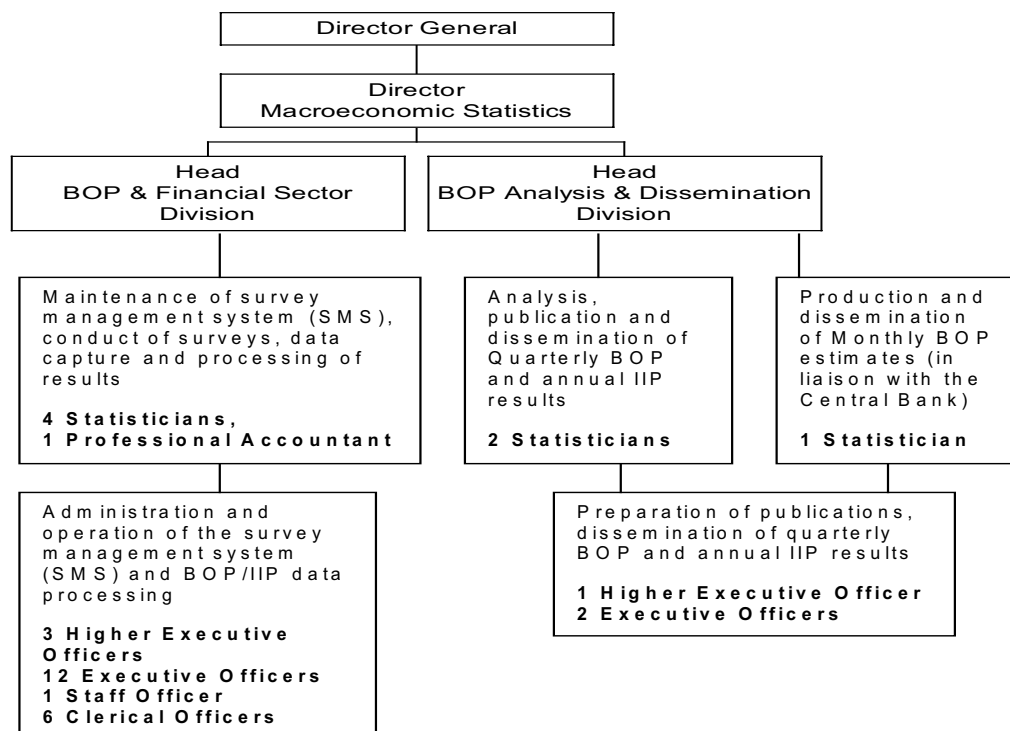 Director General
Director
Macroeconomic Statistics
Head
BOP & Financial Sector
Division
Head
BOP Analysis & Dissemination
Division
Maintenance of survey
management system (SMS),
conduct of surveys, data
capture and processing of
results
4 Statisticians,
1 Professional Accountant
Analysis,
publication and
dissemination of
Quarterly BOP
and annual IIP
results
2 Statisticians
Production and
dissemination
of Monthly BOP
estimates (in
liaison with the
Central Bank)
1 Statistician
Administration and
operation of the survey
management system
(SMS) and BOP/IIP data
processing
3 Higher Executive
Officers
12 Executive Officers
1 Staff Officer
6 Clerical Officers
Preparation of publications,
dissemination of quarterly
BOP and annual IIP results
1 Higher Executive Officer
2 Executive Officers